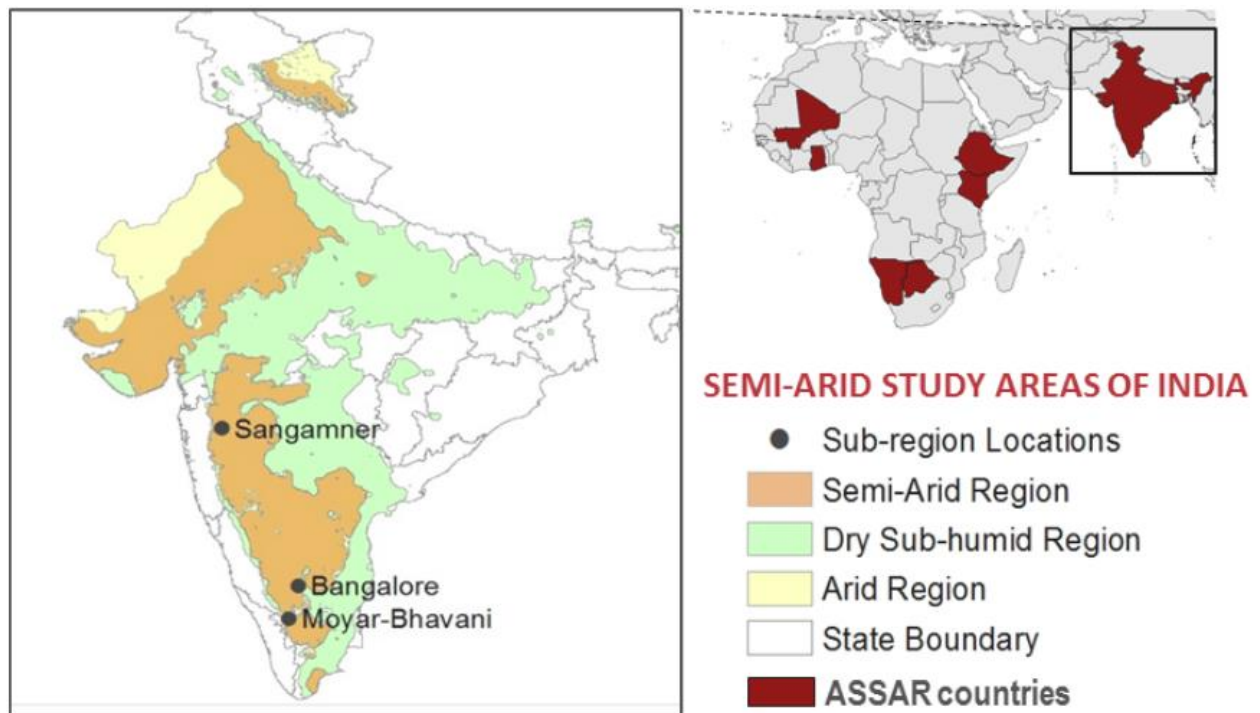 Sangamner
Bangalore
Moyar-Bhavani
SEMI-ARID STUDY AREAS OF INDIA
Sub-region Locations
Semi-Arid Region
Dry Sub-humid Region
Arid Region
State Boundary
ASSAR countries